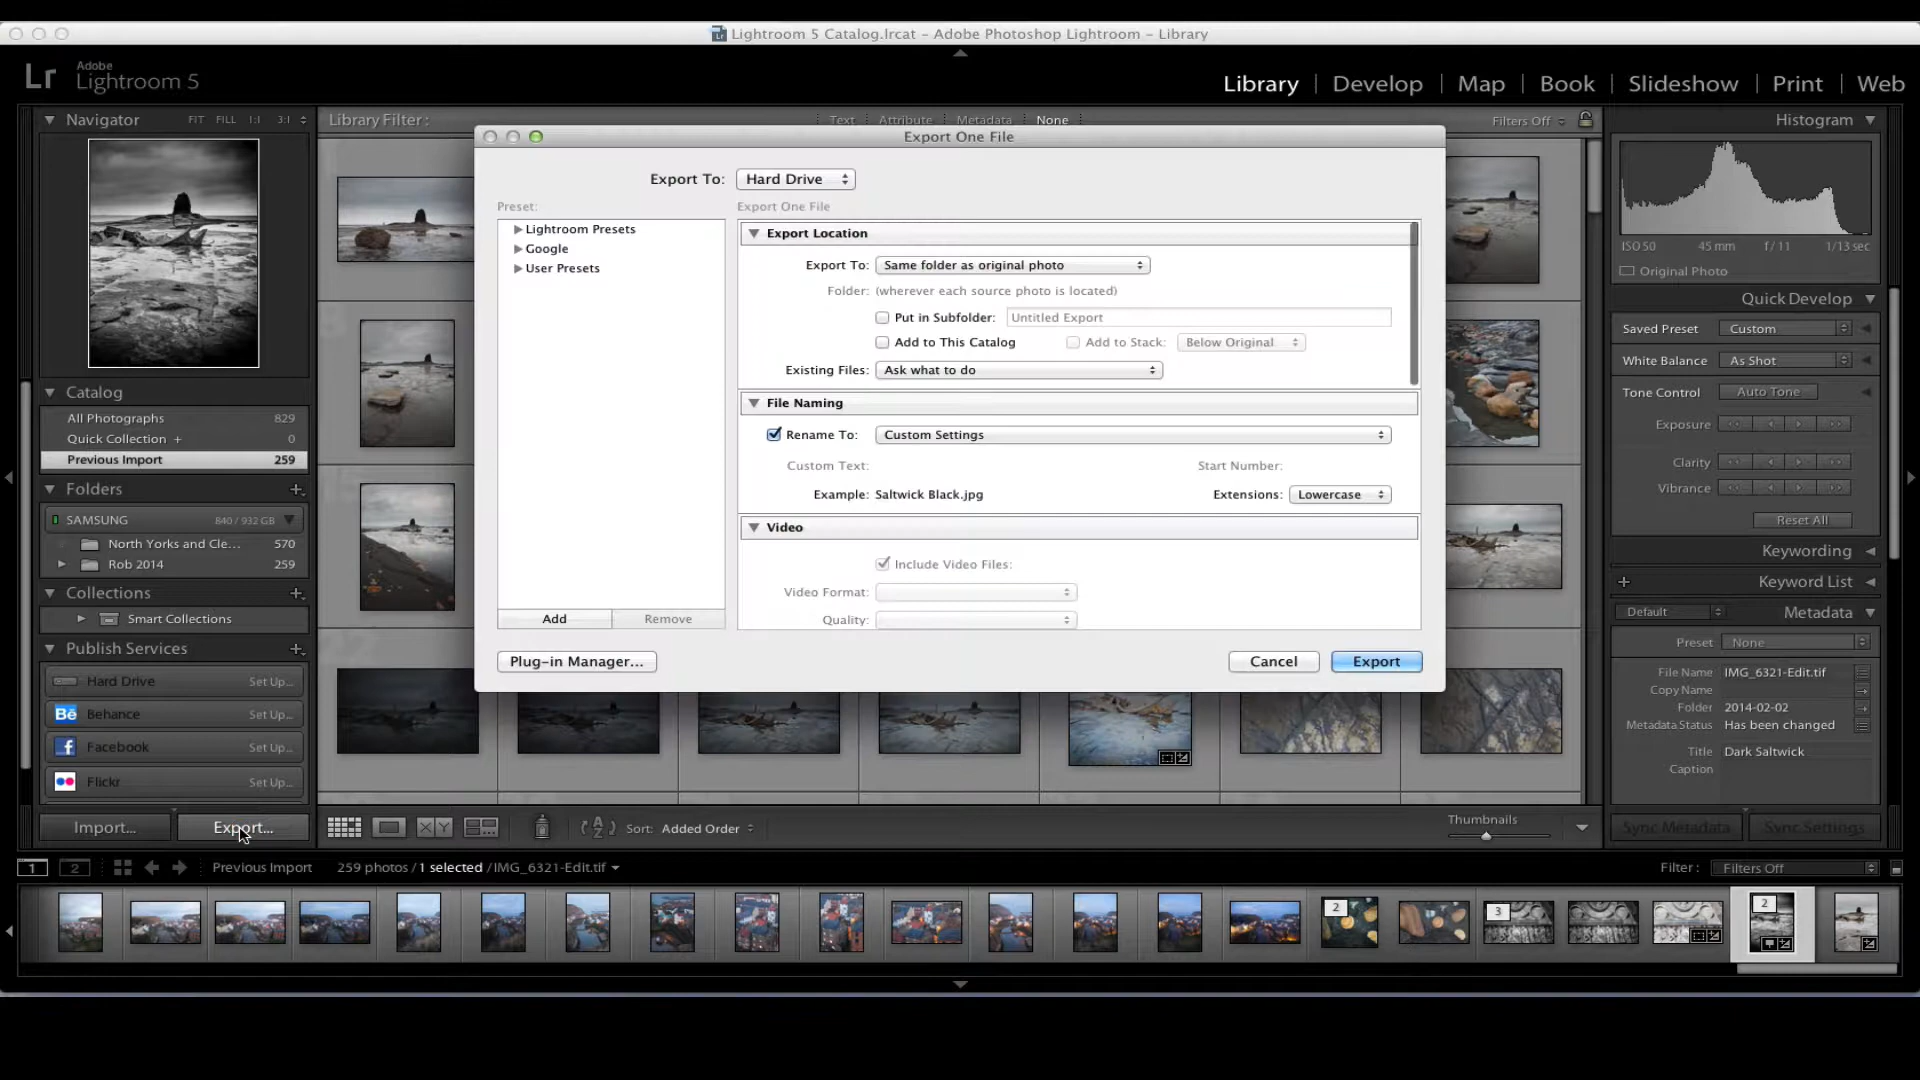 Lightroom 5 Catalog.lrcat - Adobe Photoshop Lightroom - Library
Lr Adobe Lightroom 5
Library | Develop | Map | Book | Slideshow | Print | Web
Navigator FIT FILL 1:1 3:1
Library Filter : Text Attribute Metadata None Filters Off
Histogram
ISO 50 45 mm f / 11 1/13 sec
Original Photo
Quick Develop
Saved Preset Custom
White Balance As Shot
Tone Control Auto Tone
Exposure
Clarity
Vibrance
Reset All
Keywording
+ Keyword List
Default Metadata
Preset None
File Name IMG_6321-Edit.tif
Copy Name
Folder 2014-02-02
Metadata Status Has been changed
Title Dark Saltwick
Caption
Sync Metadata Sync Settings
Catalog
All Photographs 829
Quick Collection + 0
Previous Import 259
Folders +
SAMSUNG 840 / 932 GB
North Yorks and Cle... 570
Rob 2014 259
Collections +
Smart Collections
Publish Services +
Hard Drive Set Up...
Bē Behance Set Up...
f Facebook Set Up...
Flickr Set Up...
Import... Export...
Export One File
Export To: Hard Drive
Preset:
Lightroom Presets
Google
User Presets
Add Remove
Plug-in Manager...
Export One File
Export Location
Export To: Same folder as original photo
Folder: (wherever each source photo is located)
Put in Subfolder: Untitled Export
Add to This Catalog Add to Stack: Below Original
Existing Files: Ask what to do
File Naming
Rename To: Custom Settings
Custom Text: Start Number:
Example: Saltwick Black.jpg Extensions: Lowercase
Video
Include Video Files:
Video Format:
Quality:
Cancel Export
X Y
Sort: Added Order
Thumbnails
1 2 Previous Import 259 photos / 1 selected / IMG_6321-Edit.tif
Filter : Filters Off
2
3
2